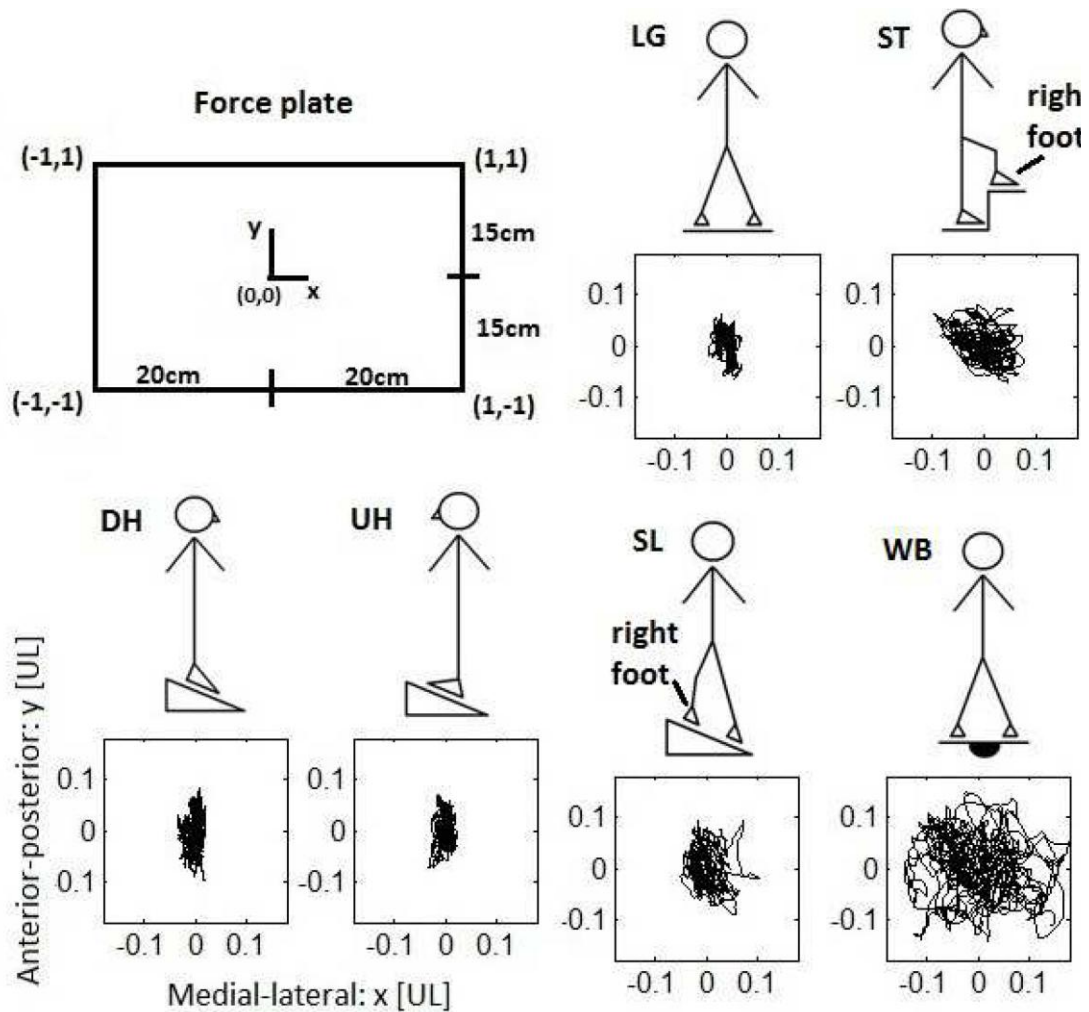 Force plate
(-1,1)
(1,1)
y
15cm
(0,0)
x
15cm
20cm
20cm
(-1,-1)
(1,-1)
LG
0.1
0
-0.1
-0.1 0 0.1
ST
righ
foot
0.1
0
-0.1
-0.1 0 0.1
DH
0.1
0
0.1
-0.1 0 0.1
UH
0.1
0
-0.1
-0.1 0 0.1
SL
right
foot
0.1
0
-0.1
-0.1 0 0.1
WB
0.1
0
-0.1
-0.1 0 0.1
Anterior-posterior: y [UL]
Medial-lateral: x [UL]